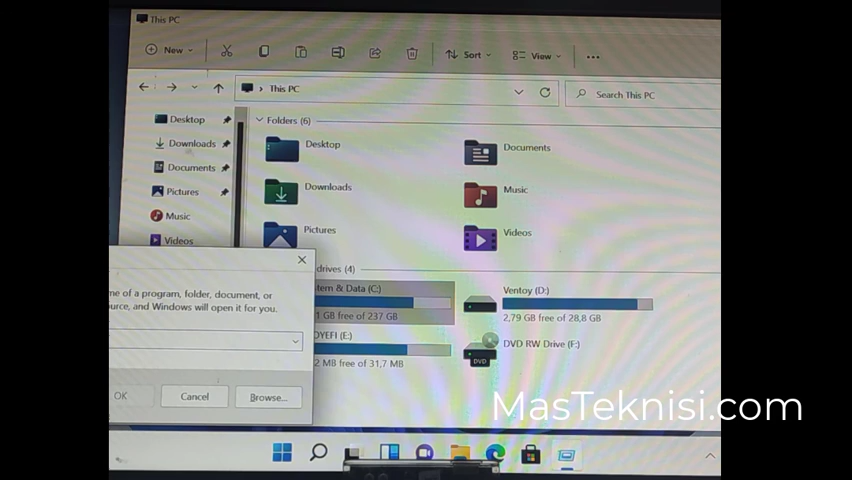 This PC
New
Sort
View
This PC
Search This PC
Desktop
Downloads
Documents
Pictures
Music
Videos
Folders (6)
Desktop
Documents
Downloads
Music
Pictures
Videos
drives (4)
tem & Data (C:)
1 GB free of 237 GB
Ventoy (D:)
2,79 GB free of 28,8 GB
OYEFI (E:)
2 MB free of 31,7 MB
DVD RW Drive (F:)
DVD
me of a program, folder, document, or
ource, and Windows will open it for you.
OK
Cancel
Browse...
MasTeknisi.com